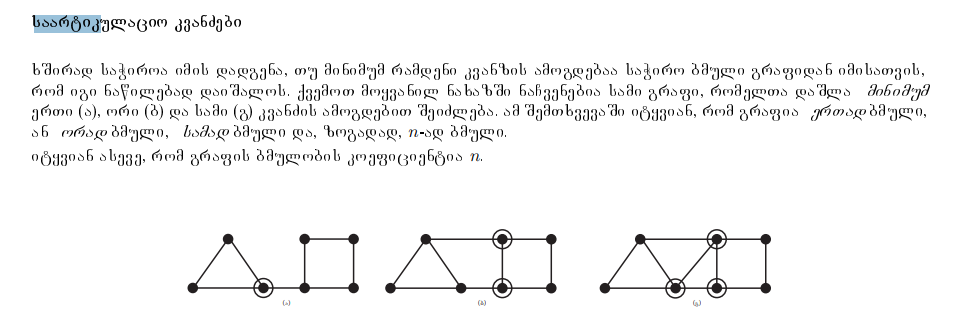 საარტიკულაციო კვანძები
ხშირად საჭიროა იმის დადგენა, თუ მინიმუმ რამდენი კვანზის ამოგდებაა საჭირო ბმული გრაფიდან იმისათვის,
რომ იგი ნაწილებად დაიშალოს. ქვემოთ მოყვანილ ნახაზში ნაჩვენებია სამი გრაფი, რომელთა დაშლა მინიმუმ
ერთი (ა), ორი (ბ) და სამი (გ) კვანძის ამოგდებით შეიძლება. ამ შემთხვევაში იტყვიან, რომ გრაფია ერთად ბმული,
ან ორად ბმული, სამად ბმული და, ზოგადად, n-ად ბმული.
იტყვიან ასევე, რომ გრაფის ბმულობის კოეფიციენტია n.
(ა) (ბ) (გ)